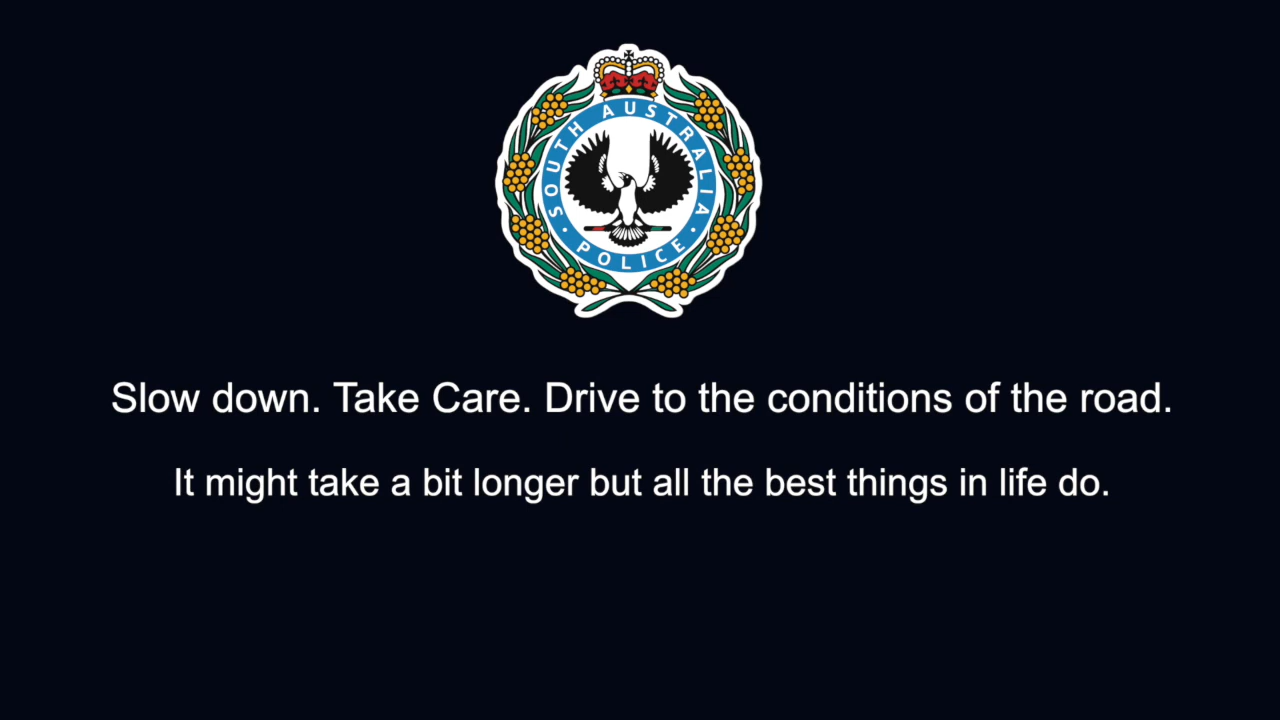 SOUTH AUSTRALIA
• POLICE •
Slow down. Take Care. Drive to the conditions of the road.
It might take a bit longer but all the best things in life do.